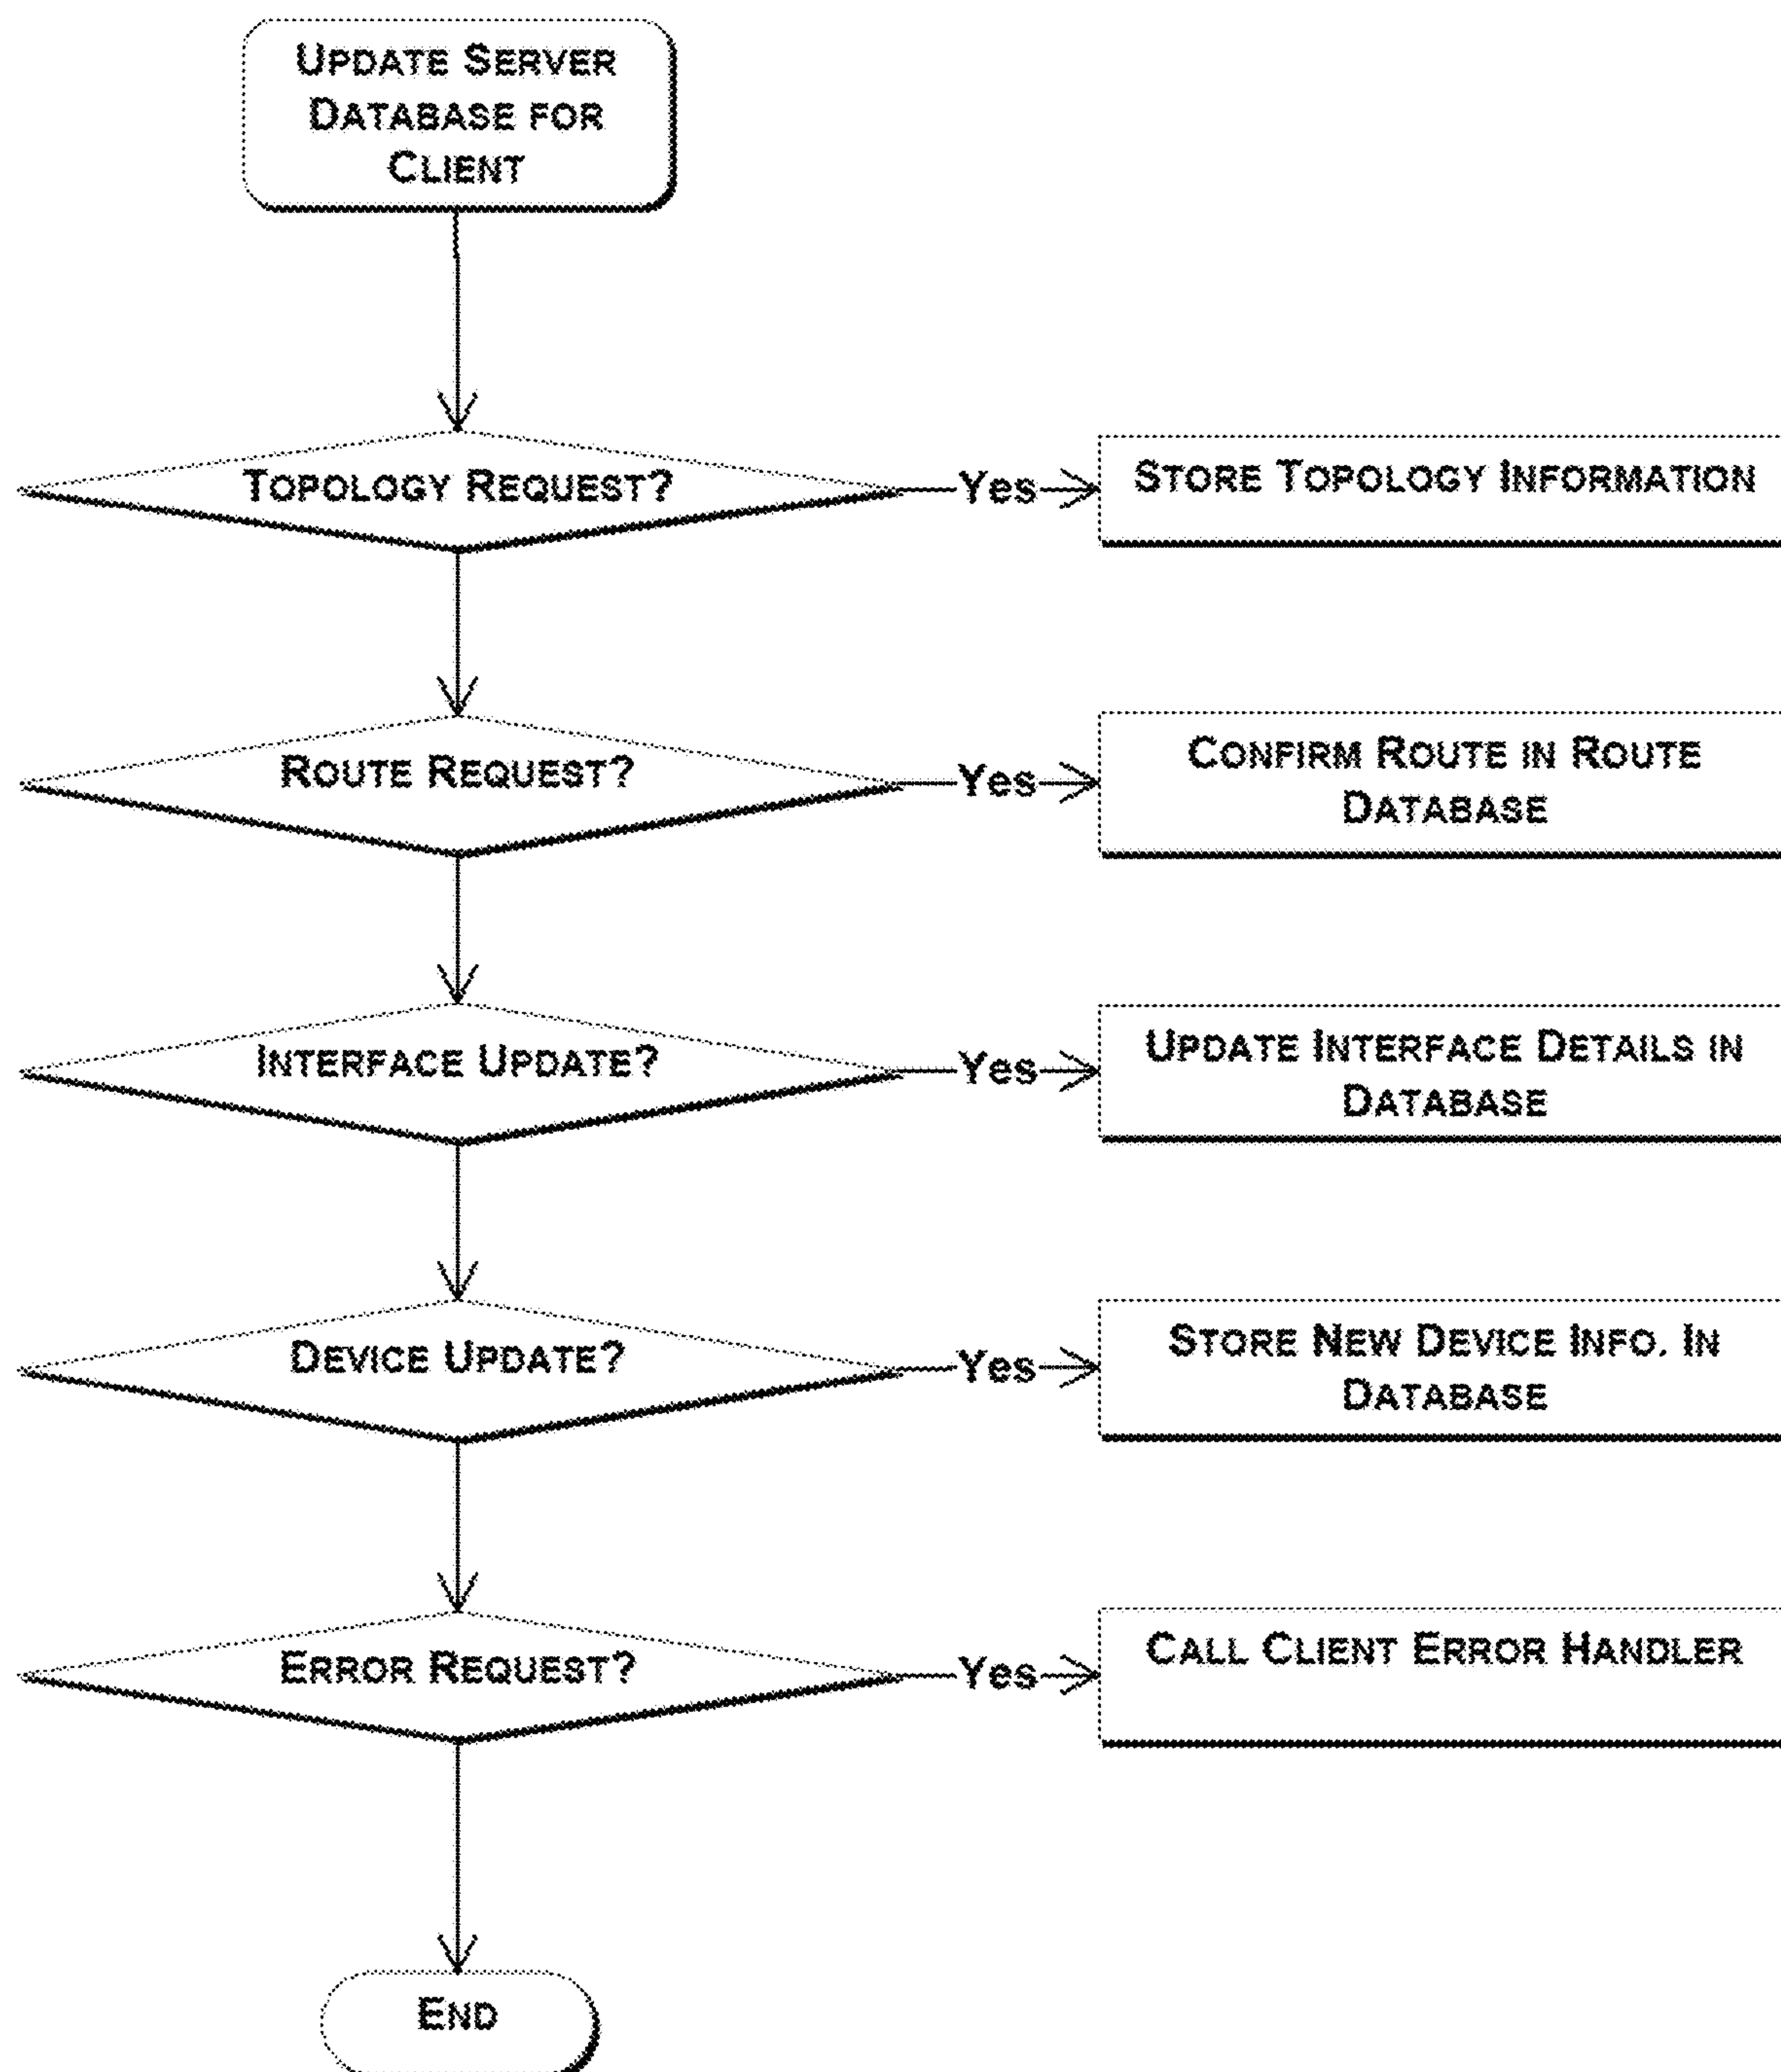 UPDATE SERVER
DATABASE FOR
CLIENT
TOPOLOGY REQUEST?
Yes
STORE TOPOLOGY INFORMATION
ROUTE REQUEST?
Yes
CONFIRM ROUTE IN ROUTE
DATABASE
INTERFACE UPDATE?
Yes
UPDATE INTERFACE DETAILS IN
DATABASE
DEVICE UPDATE?
Yes
STORE NEW DEVICE INFO. IN
DATABASE
ERROR REQUEST?
Yes
CALL CLIENT ERROR HANDLER
END